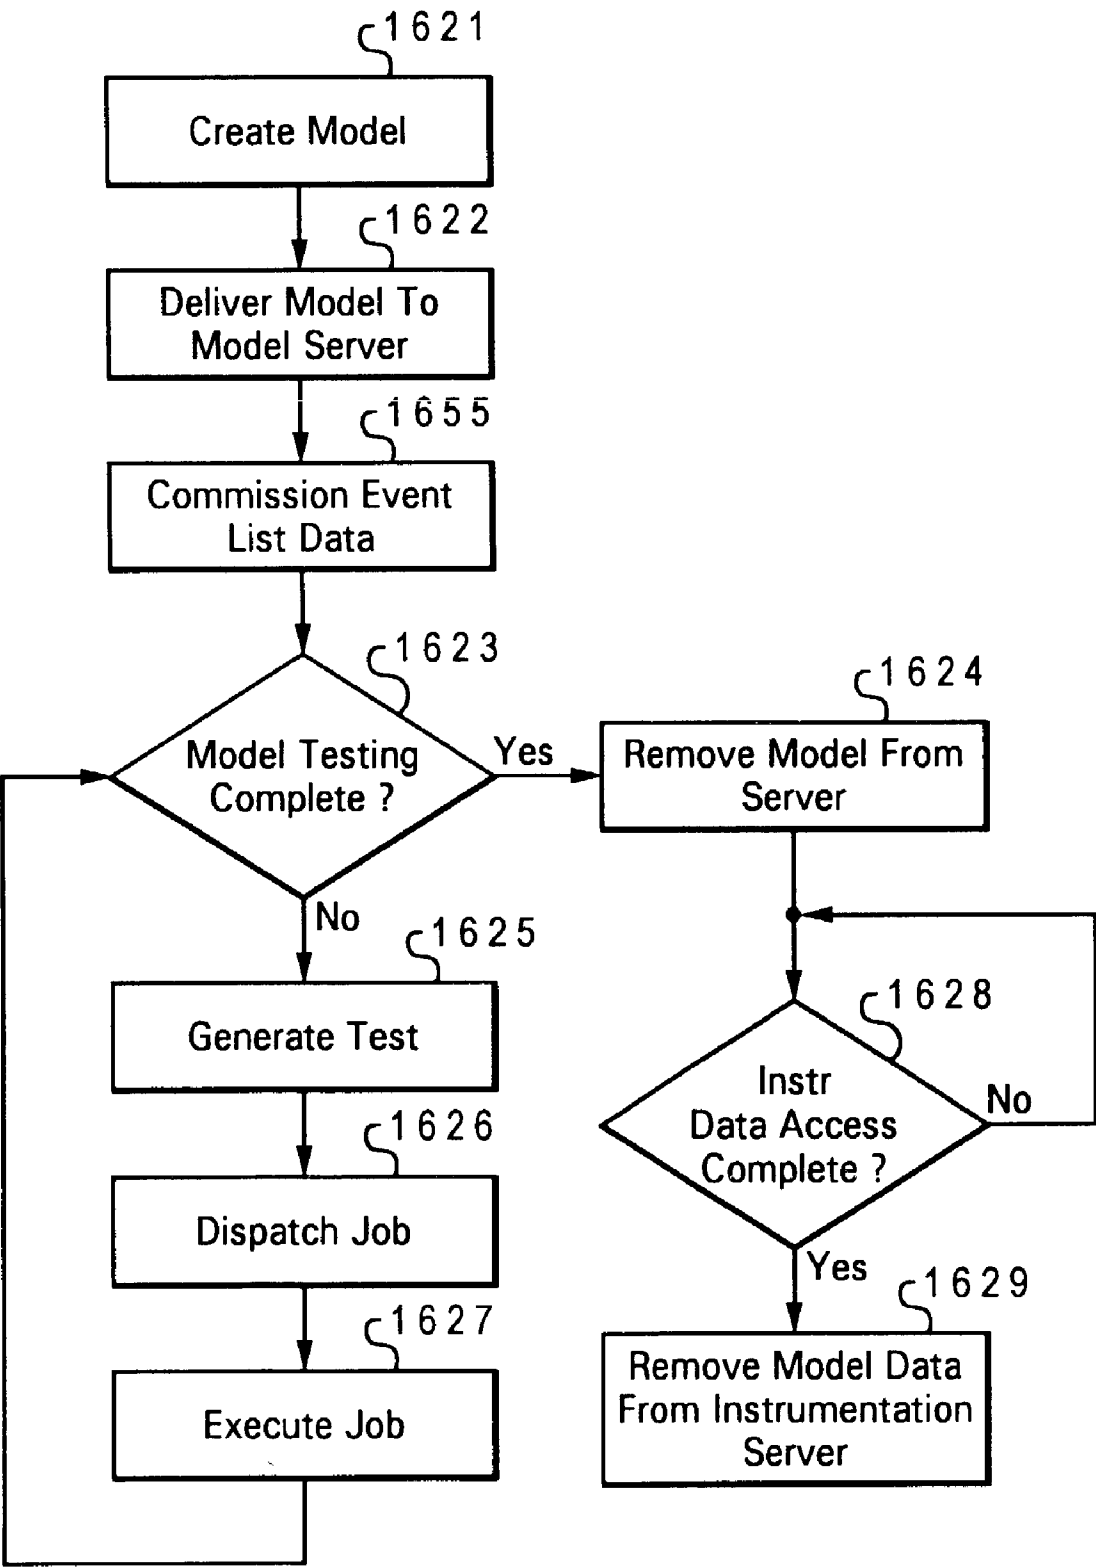 1621
Create Model
1622
Deliver Model To
Model Server
1655
Commission Event
List Data
1623
Model Testing
Complete ?
Yes
1624
Remove Model From
Server
No
1625
Generate Test
1626
Dispatch Job
1627
Execute Job
1628
Instr
Data Access
Complete ?
No
Yes
1629
Remove Model Data
From Instrumentation
Server